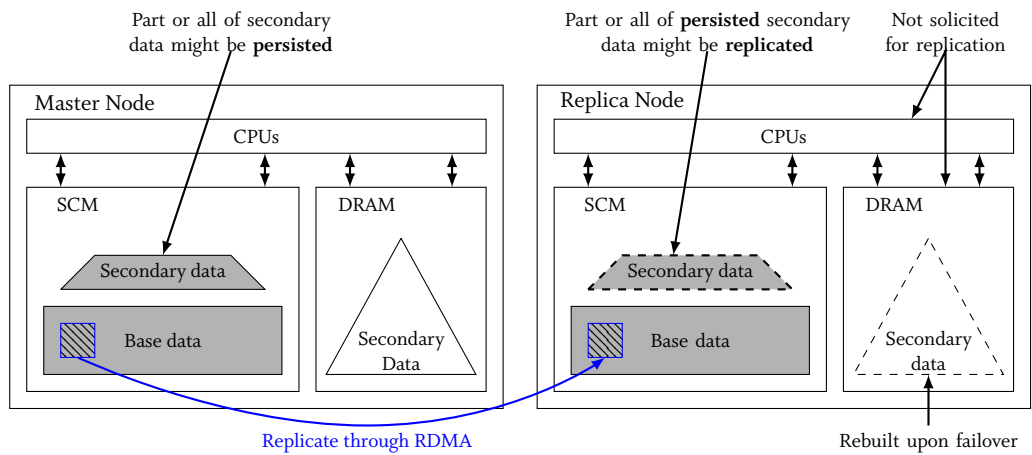 Part or all of secondary
data might be persisted
Part or all of persisted secondary
data might be replicated
Not solicited
for replication
Master Node
CPUs
SCM
DRAM
Secondary data
Base data
Secondary
Data
Replica Node
CPUs
SCM
DRAM
Secondary data
Base data
Secondary
data
Replicate through RDMA
Rebuilt upon failover